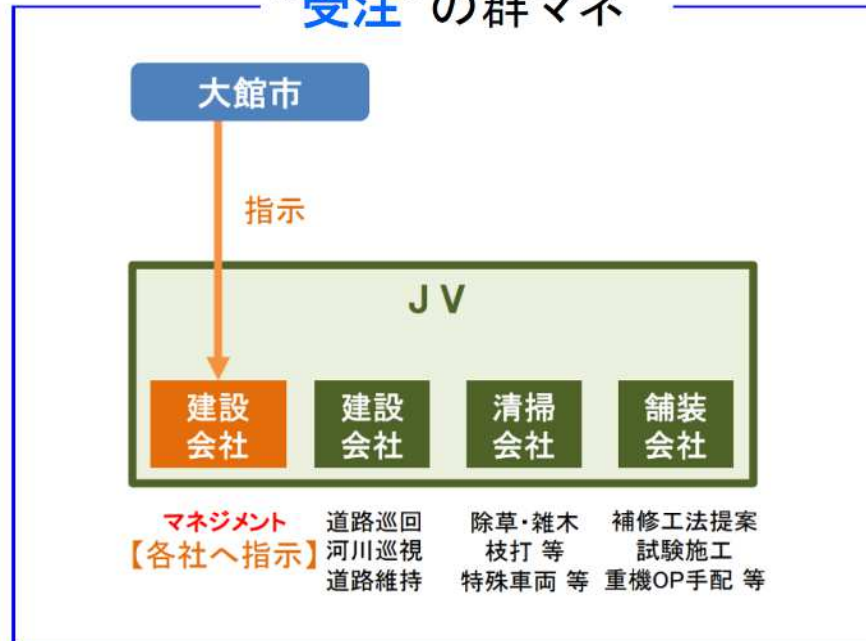 "受注"の群マネ
大館市
指示
JV
建設
会社
建設
会社
清掃
会社
舗装
会社
マネジメント
【各社へ指示】
道路巡回
河川巡視
道路維持
除草・雑木
枝打 等
特殊車両 等
補修工法提案
試験施工
重機OP手配 等